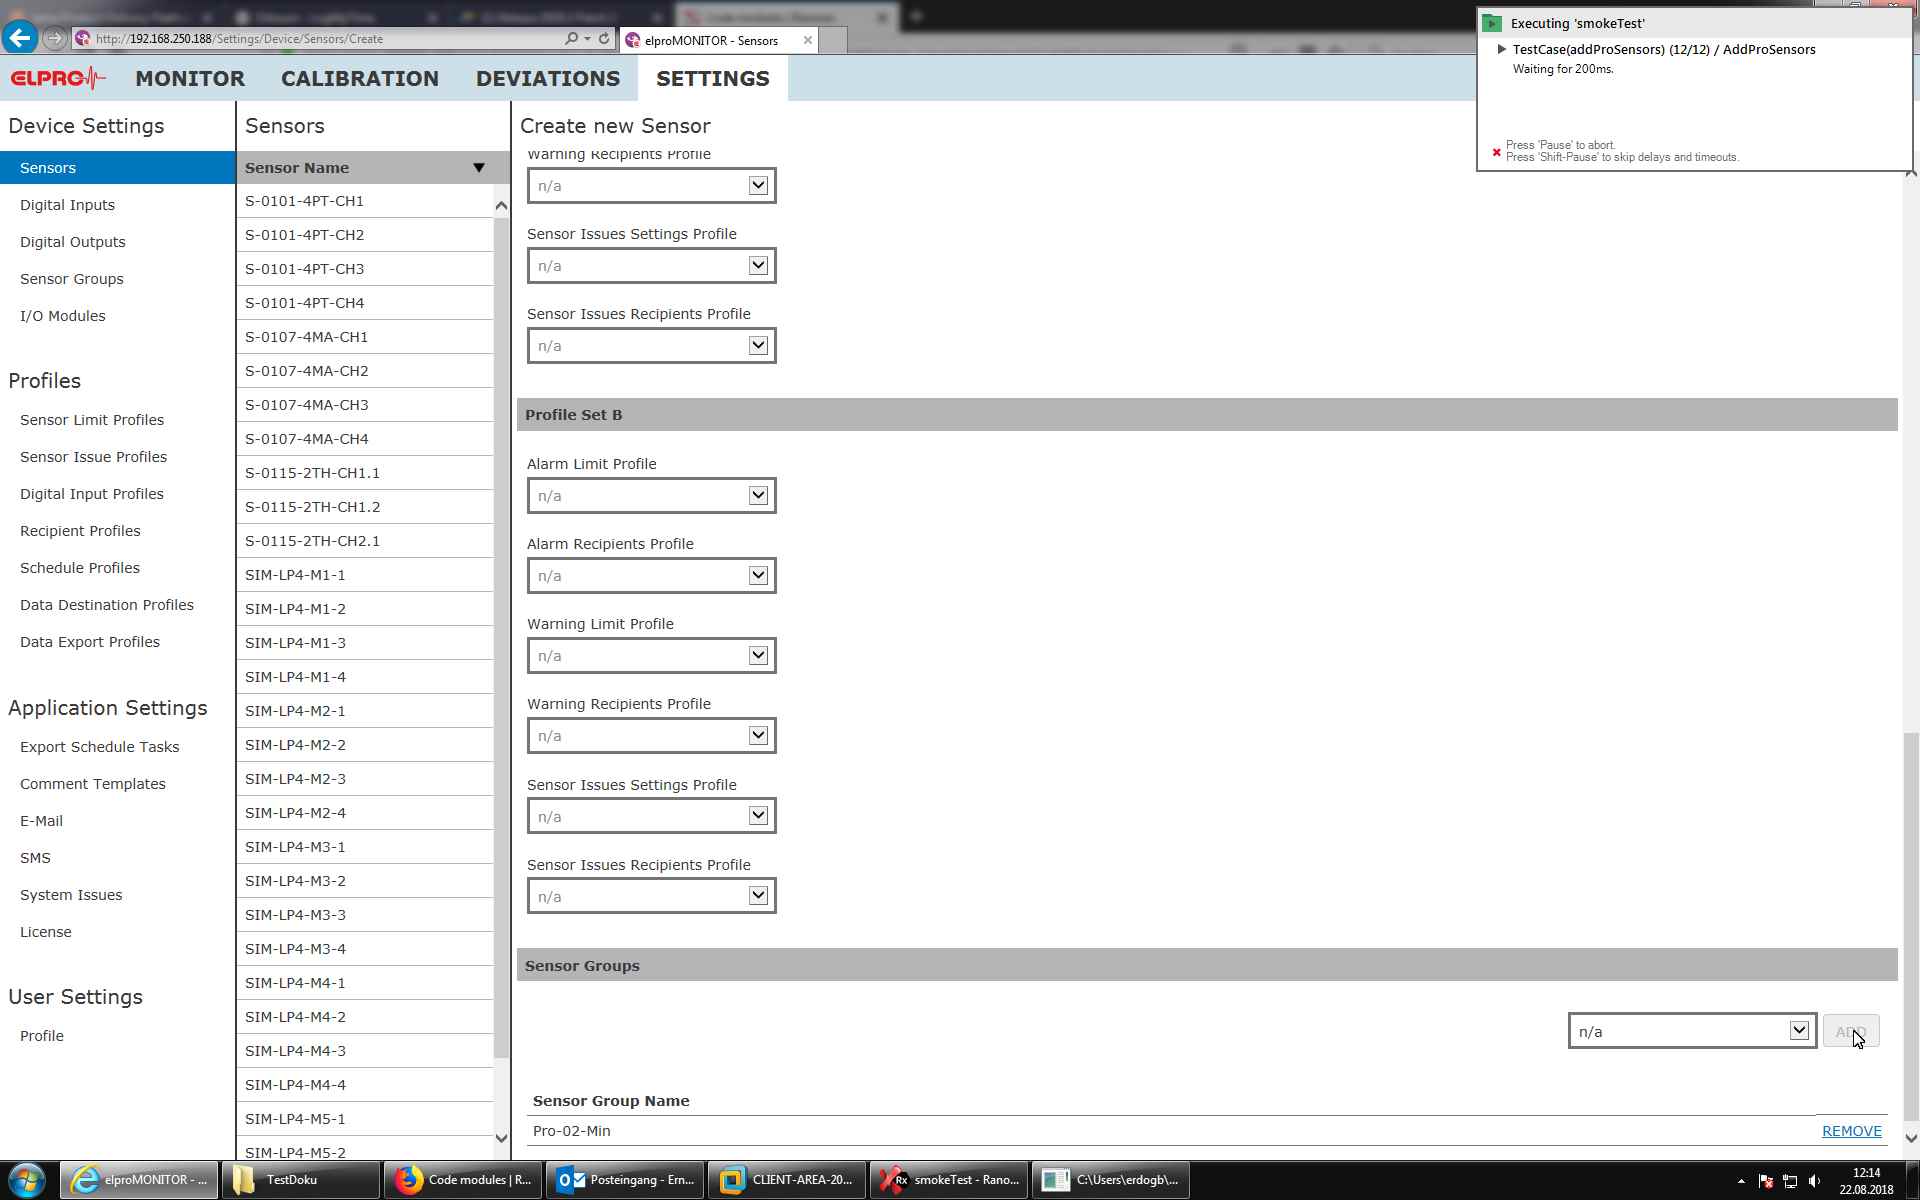 http://192.168.250.188/Settings/Device/Sensors/Create
elproMONITOR - Sensors
Executing 'smokeTest'
TestCase(addProSensors) (12/12) / AddProSensors
Waiting for 200ms.
Press 'Pause' to abort.
Press 'Shift-Pause' to skip delays and timeouts.
ELPRO
MONITOR
CALIBRATION
DEVIATIONS
SETTINGS
Device Settings
Sensors
Digital Inputs
Digital Outputs
Sensor Groups
I/O Modules
Profiles
Sensor Limit Profiles
Sensor Issue Profiles
Digital Input Profiles
Recipient Profiles
Schedule Profiles
Data Destination Profiles
Data Export Profiles
Application Settings
Export Schedule Tasks
Comment Templates
E-Mail
SMS
System Issues
License
User Settings
Profile
Sensors
Sensor Name
S-0101-4PT-CH1
S-0101-4PT-CH2
S-0101-4PT-CH3
S-0101-4PT-CH4
S-0107-4MA-CH1
S-0107-4MA-CH2
S-0107-4MA-CH3
S-0107-4MA-CH4
S-0115-2TH-CH1.1
S-0115-2TH-CH1.2
S-0115-2TH-CH2.1
SIM-LP4-M1-1
SIM-LP4-M1-2
SIM-LP4-M1-3
SIM-LP4-M1-4
SIM-LP4-M2-1
SIM-LP4-M2-2
SIM-LP4-M2-3
SIM-LP4-M2-4
SIM-LP4-M3-1
SIM-LP4-M3-2
SIM-LP4-M3-3
SIM-LP4-M3-4
SIM-LP4-M4-1
SIM-LP4-M4-2
SIM-LP4-M4-3
SIM-LP4-M4-4
SIM-LP4-M5-1
SIM-LP4-M5-2
Create new Sensor
Warning Recipients Profile
n/a
Sensor Issues Settings Profile
n/a
Sensor Issues Recipients Profile
n/a
Profile Set B
Alarm Limit Profile
n/a
Alarm Recipients Profile
n/a
Warning Limit Profile
n/a
Warning Recipients Profile
n/a
Sensor Issues Settings Profile
n/a
Sensor Issues Recipients Profile
n/a
Sensor Groups
n/a
ADD
Sensor Group Name
Pro-02-Min
REMOVE
elproMONITOR - ...
TestDoku
Code modules | R...
Posteingang - Ern...
CLIENT-AREA-20...
smokeTest - Rano...
C:\Users\erdogb\...
12:14
22.08.2018